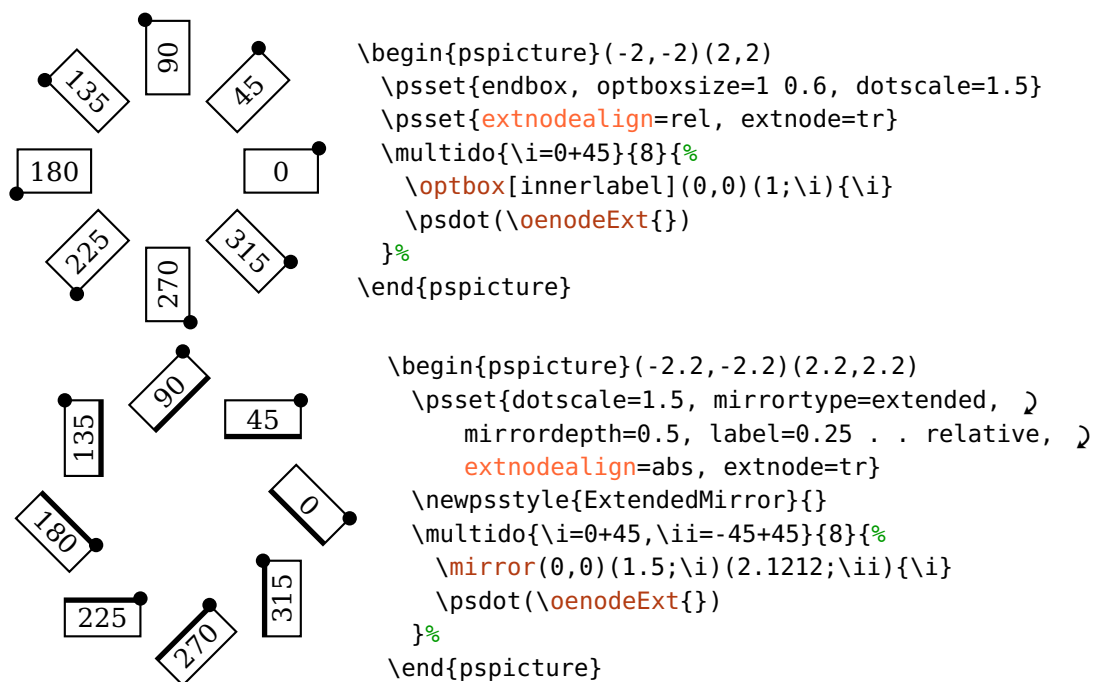 90
135
45
180
0
225
315
270
\begin{pspicture}(-2,-2)(2,2)
\psset{endbox, optboxsize=1 0.6, dotscale=1.5}
\psset{extnodealign=rel, extnode=tr}
\multido{\i=0+45}{8}{%
\optbox[innerlabel](0,0)(1;\i){\i}
\psdot(\oenodeExt{})
}%
\end{pspicture}
90
135
45
180
0
225
315
270
\begin{pspicture}(-2.2,-2.2)(2.2,2.2)
\psset{dotscale=1.5, mirrortype=extended,
mirrordepth=0.5, label=0.25 . . relative,
extnodealign=abs, extnode=tr}
\newpsstyle{ExtendedMirror}{}
\multido{\i=0+45,\ii=-45+45}{8}{%
\mirror(0,0)(1.5;\i)(2.1212;\ii){\i}
\psdot(\oenodeExt{})
}%
\end{pspicture}